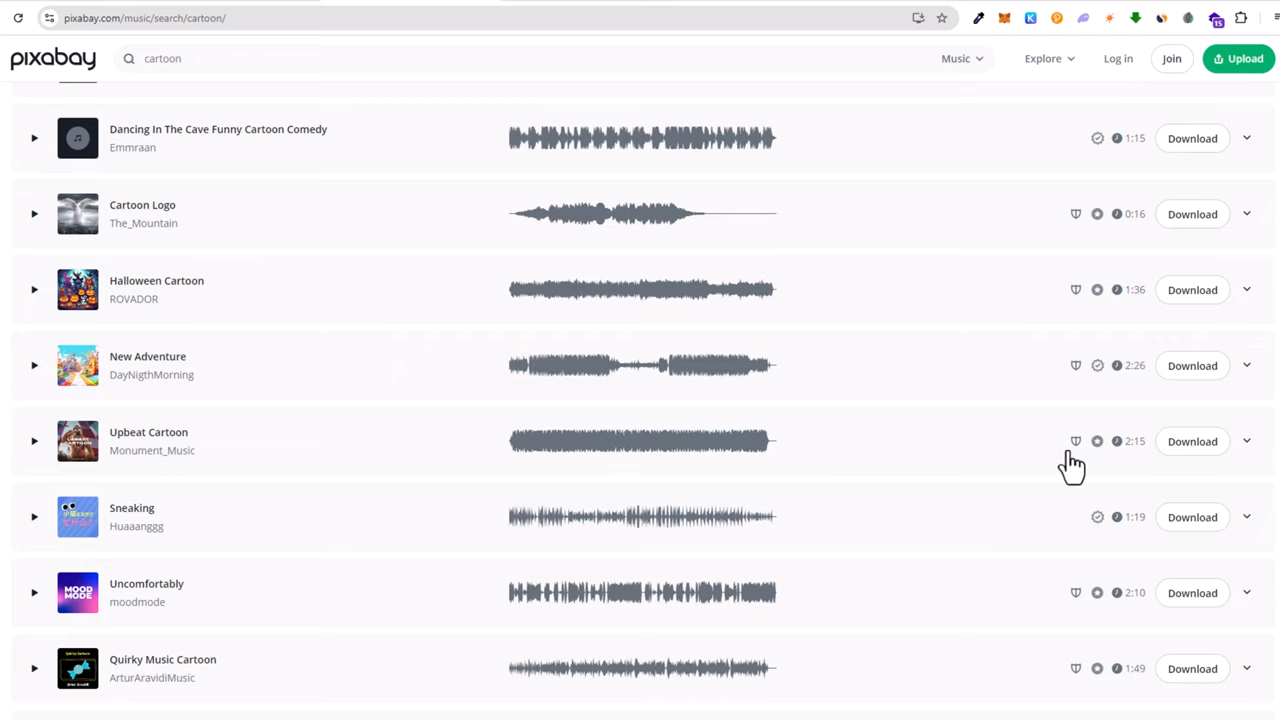 pixabay.com/music/search/cartoon/
15
pixabay
cartoon
Music
Explore
Log in
Join
Upload
Dancing In The Cave Funny Cartoon Comedy
Emmraan
1:15
Download
Cartoon Logo
The_Mountain
0:16
Download
Halloween Cartoon
ROVADOR
1:36
Download
New Adventure
DayNigthMorning
2:26
Download
Upbeat Cartoon
Monument_Music
2:15
Download
Sneaking
Huaaanggg
1:19
Download
MOOD
MODE
Uncomfortably
moodmode
2:10
Download
Quirky Music Cartoon
ArturAravidiMusic
1:49
Download